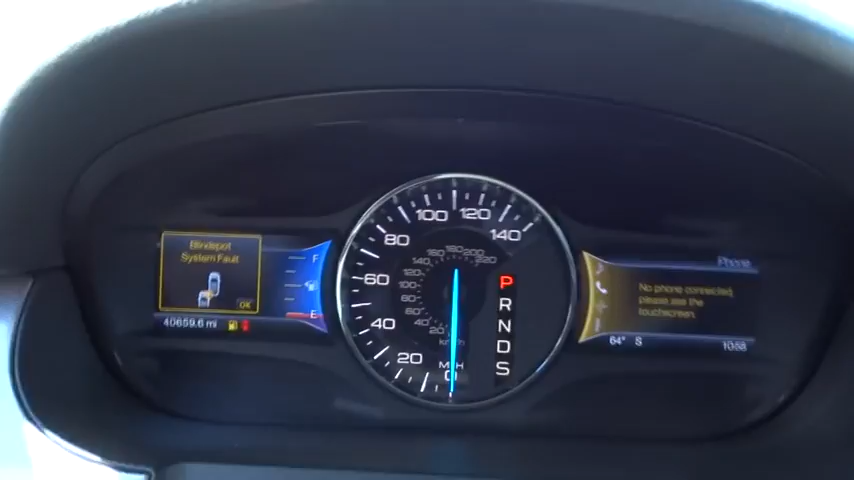 Blindspot
System Fault
OK
40659.6 mi
F
E
20
40
60
80
100
120
140
20
40
60
80
100
120
140
160
180
200
220
km/h
MPH
0
P
R
N
D
S
Phone
No phone connected,
please see the
touchscreen.
64° S
10:58